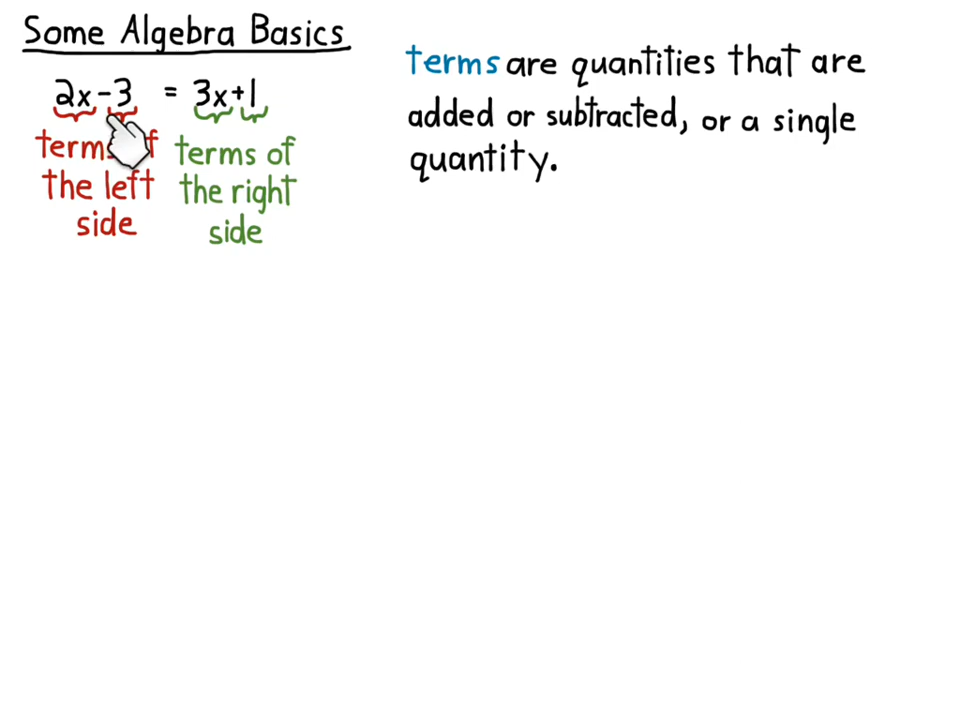 Some Algebra Basics
2x-3 = 3x+1
terms of
the left
side
terms of
the right
side
terms are quantities that are
added or subtracted, or a single
quantity.